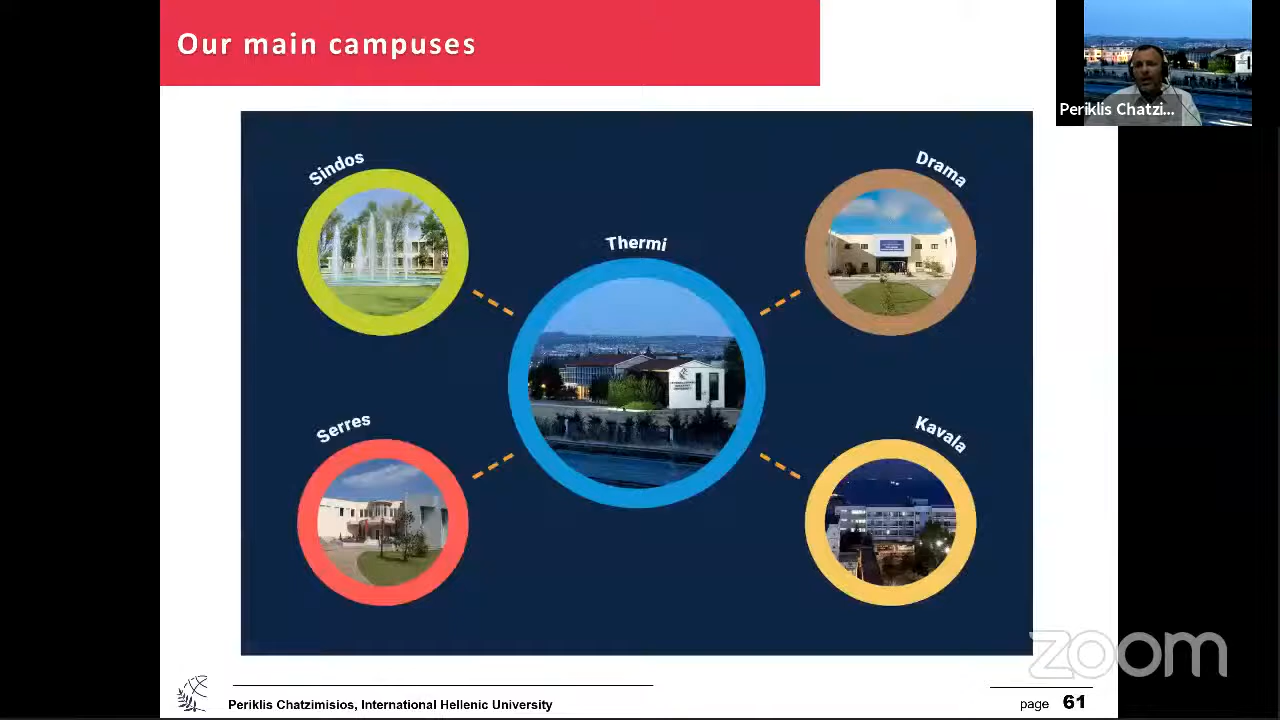 Our main campuses
Periklis Chatzi...
Sindos
Drama
Thermi
Serres
Kavala
zoom
Periklis Chatzimisios, International Hellenic University
page 61